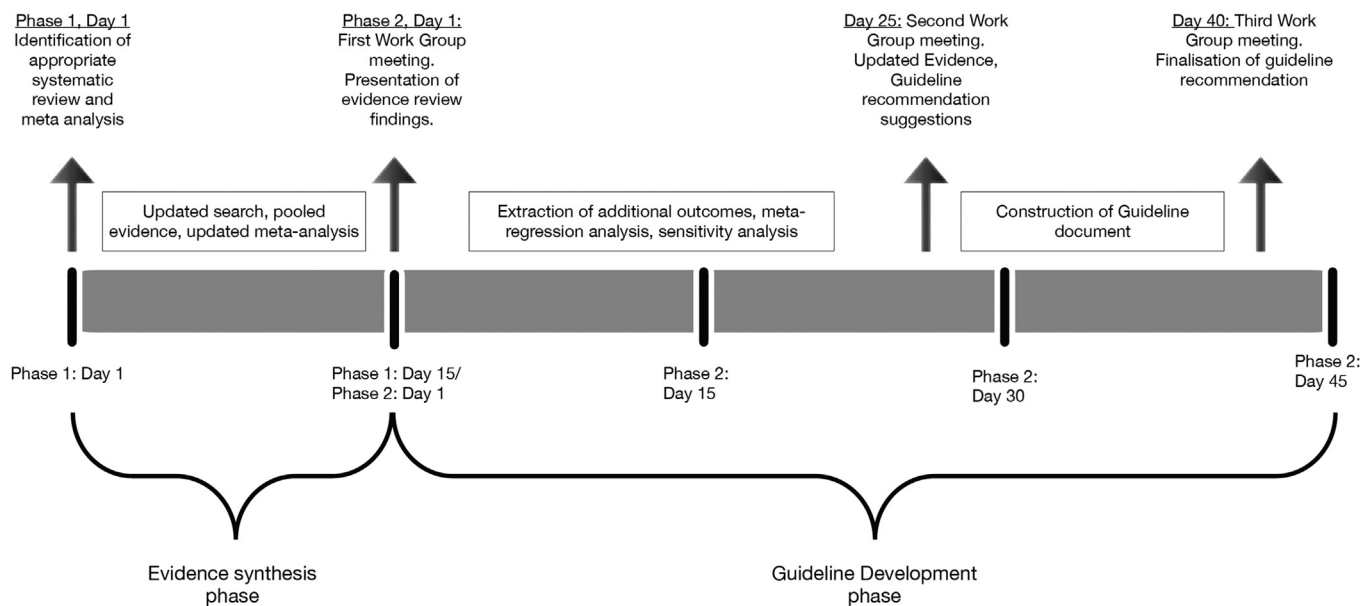 Phase 1, Day 1
Identification of
appropriate
systematic
review and
meta analysis
Phase 2, Day 1:
First Work Group
meeting.
Presentation of
evidence review
findings.
Day 25: Second Work
Group meeting.
Updated Evidence,
Guideline
recommendation
suggestions
Day 40: Third Work
Group meeting.
Finalisation of guideline
recommendation
Updated search, pooled
evidence, updated meta-analysis
Extraction of additional outcomes, meta-
regression analysis, sensitivity analysis
Construction of Guideline
document
Phase 1: Day 1
Phase 1: Day 15/
Phase 2: Day 1
Phase 2:
Day 15
Phase 2:
Day 30
Phase 2:
Day 45
Evidence synthesis
phase
Guideline Development
phase